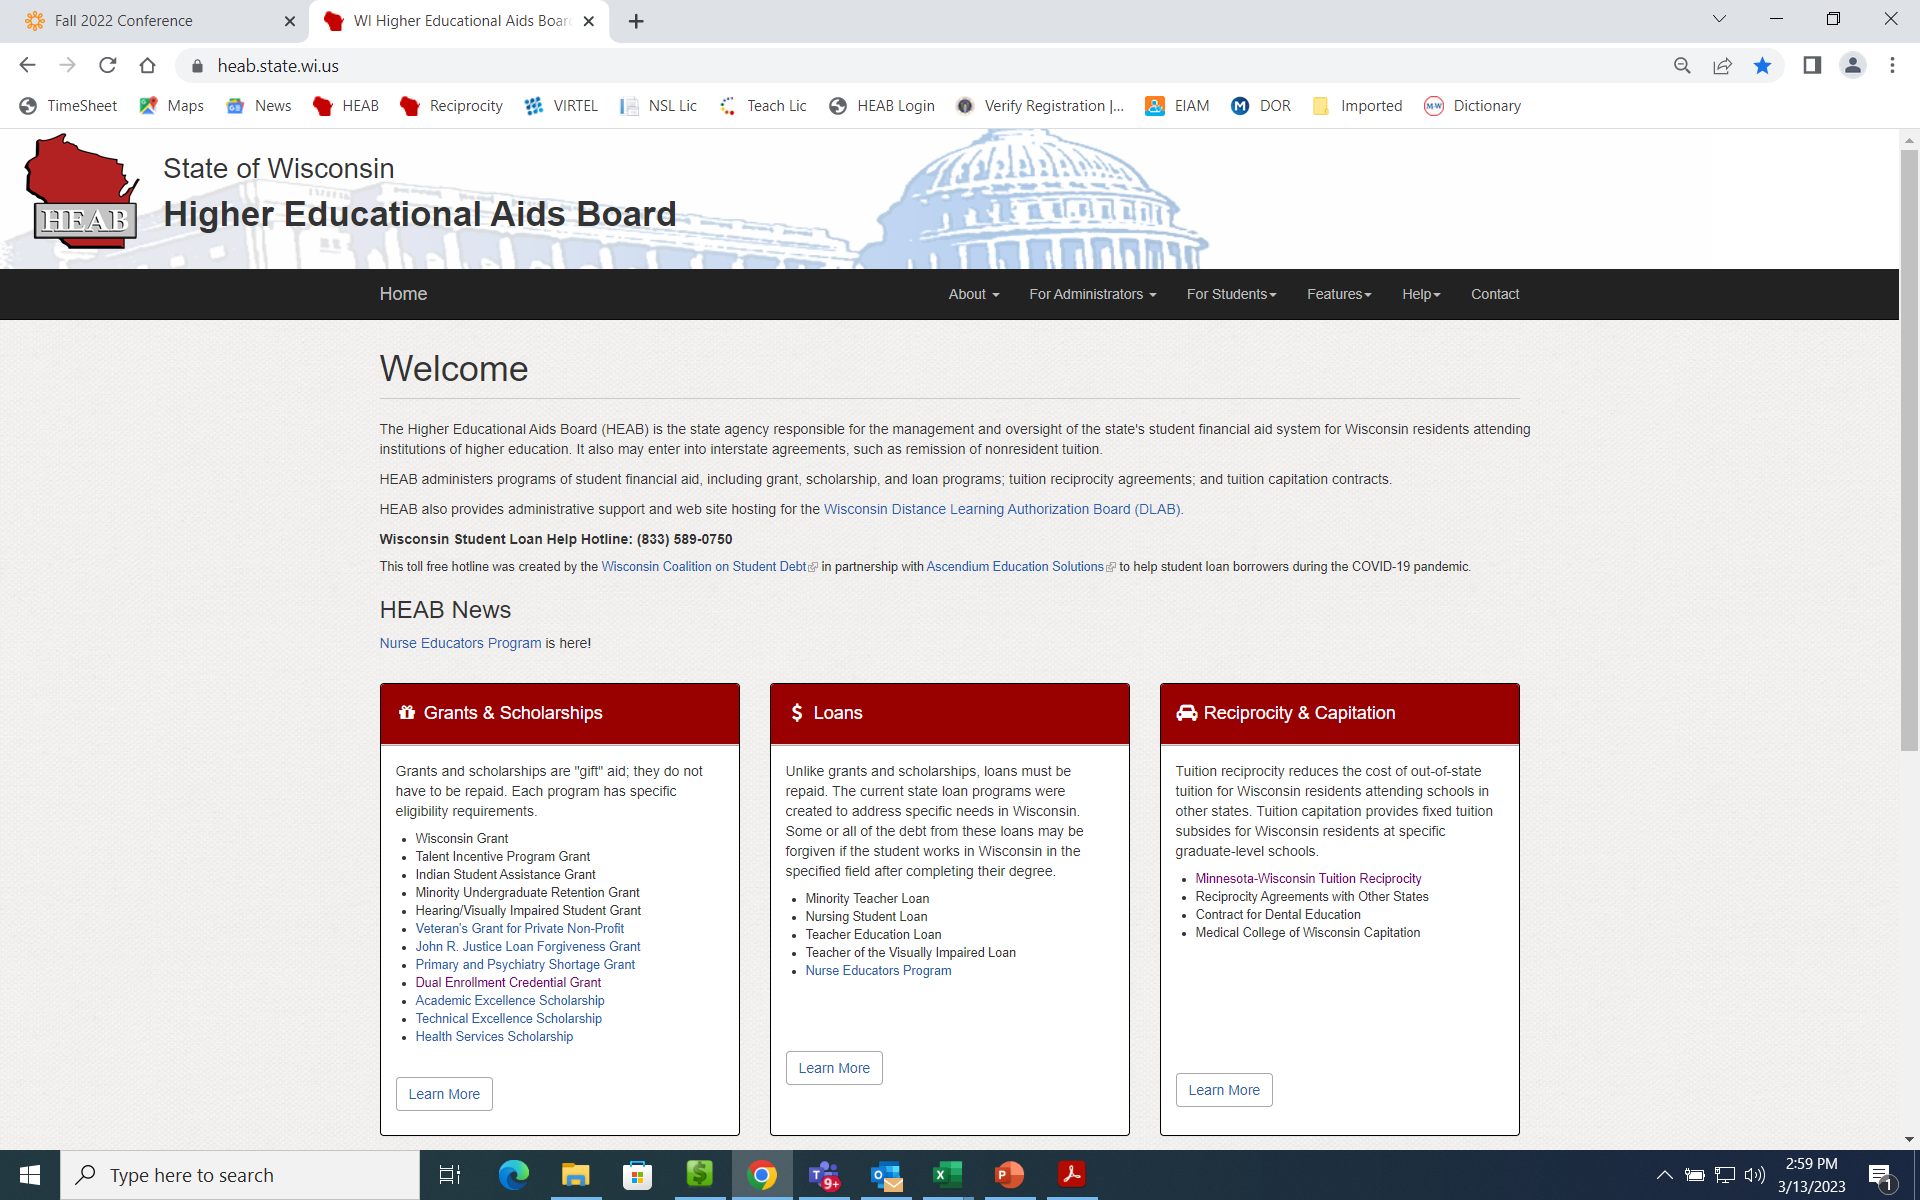 Fall 2022 Conference
WI Higher Educational Aids Boar
heab.state.wi.us
TimeSheet Maps News HEAB Reciprocity VIRTEL NSL Lic Teach Lic HEAB Login Verify Registration |... EIAM DOR Imported Dictionary
HEAB
State of Wisconsin
Higher Educational Aids Board
Home About For Administrators For Students Features Help Contact
Welcome
The Higher Educational Aids Board (HEAB) is the state agency responsible for the management and oversight of the state's student financial aid system for Wisconsin residents attending
institutions of higher education. It also may enter into interstate agreements, such as remission of nonresident tuition.
HEAB administers programs of student financial aid, including grant, scholarship, and loan programs; tuition reciprocity agreements; and tuition capitation contracts.
HEAB also provides administrative support and web site hosting for the Wisconsin Distance Learning Authorization Board (DLAB).
Wisconsin Student Loan Help Hotline: (833) 589-0750
This toll free hotline was created by the Wisconsin Coalition on Student Debt in partnership with Ascendium Education Solutions to help student loan borrowers during the COVID-19 pandemic.
HEAB News
Nurse Educators Program is here!
Grants & Scholarships
Grants and scholarships are "gift" aid; they do not
have to be repaid. Each program has specific
eligibility requirements.
• Wisconsin Grant
• Talent Incentive Program Grant
• Indian Student Assistance Grant
• Minority Undergraduate Retention Grant
• Hearing/Visually Impaired Student Grant
• Veteran's Grant for Private Non-Profit
• John R. Justice Loan Forgiveness Grant
• Primary and Psychiatry Shortage Grant
• Dual Enrollment Credential Grant
• Academic Excellence Scholarship
• Technical Excellence Scholarship
• Health Services Scholarship
Learn More
$ Loans
Unlike grants and scholarships, loans must be
repaid. The current state loan programs were
created to address specific needs in Wisconsin.
Some or all of the debt from these loans may be
forgiven if the student works in Wisconsin in the
specified field after completing their degree.
• Minority Teacher Loan
• Nursing Student Loan
• Teacher Education Loan
• Teacher of the Visually Impaired Loan
• Nurse Educators Program
Learn More
Reciprocity & Capitation
Tuition reciprocity reduces the cost of out-of-state
tuition for Wisconsin residents attending schools in
other states. Tuition capitation provides fixed tuition
subsides for Wisconsin residents at specific
graduate-level schools.
• Minnesota-Wisconsin Tuition Reciprocity
• Reciprocity Agreements with Other States
• Contract for Dental Education
• Medical College of Wisconsin Capitation
Learn More
Type here to search
9+
2:59 PM
3/13/2023
1